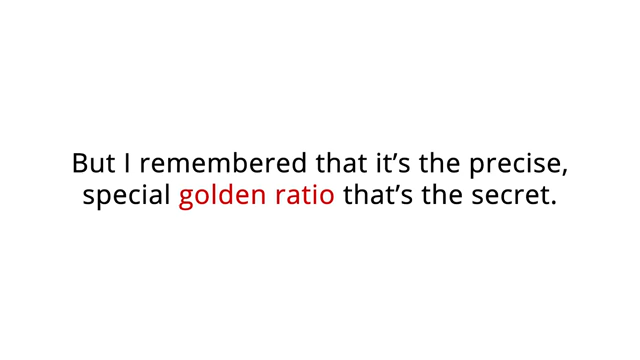 But I remembered that it’s the precise,
special golden ratio that’s the secret.